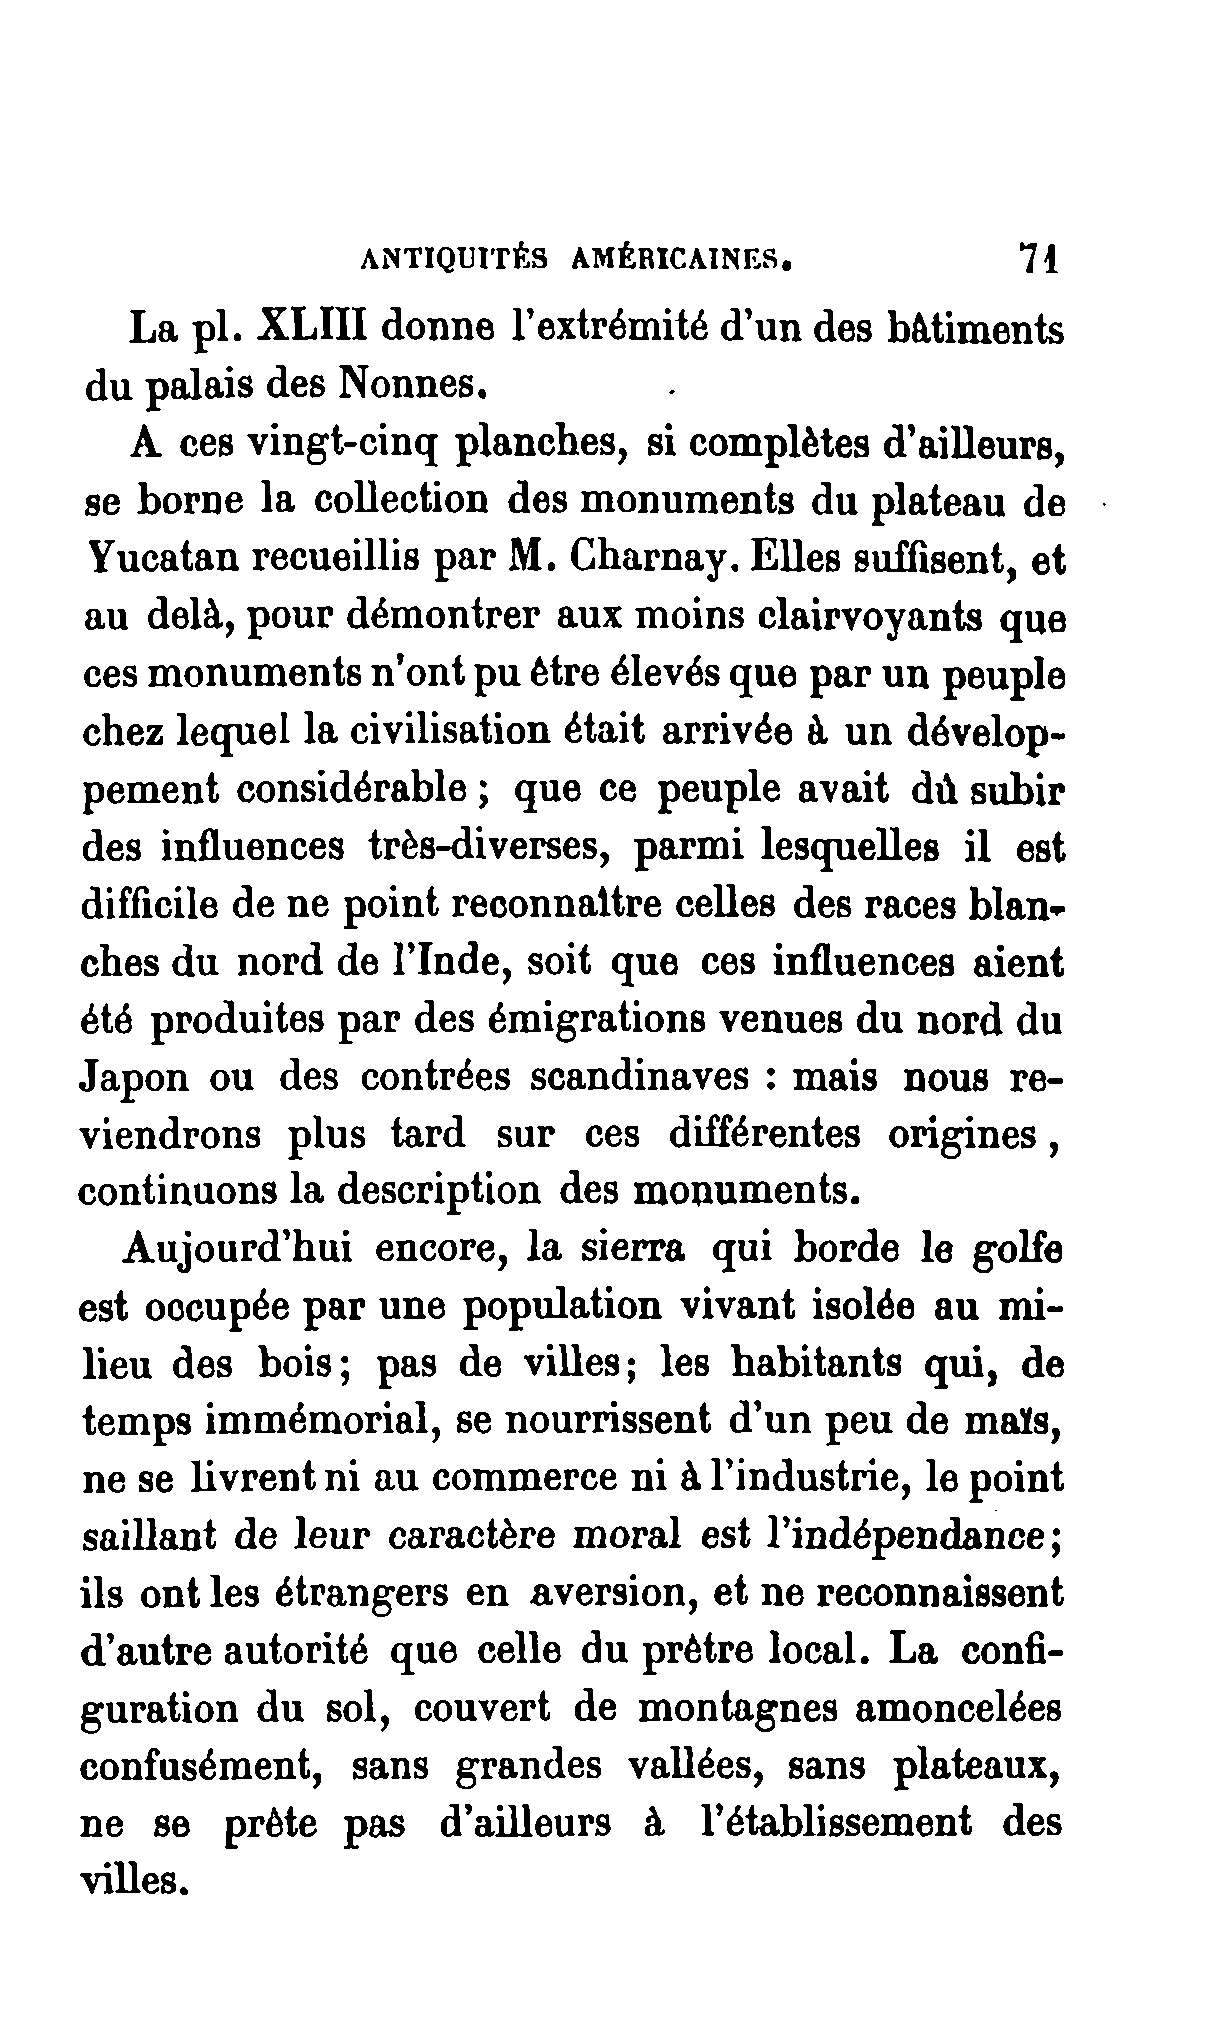 ANTIQUITÉS AMÉRICAINES. 71
La pl. XLIII donne l'extrémité d'un des bâtiments
du palais des Nonnes.
A ces vingt-cinq planches, si complètes d'ailleurs,
se borne la collection des monuments du plateau de
Yucatan recueillis par M. Charnay. Elles suffisent, et
au delà, pour démontrer aux moins clairvoyants que
ces monuments n'ont pu être élevés que par un peuple
chez lequel la civilisation était arrivée à un dévelop-
pement considérable ; que ce peuple avait dû subir
des influences très-diverses, parmi lesquelles il est
difficile de ne point reconnaître celles des races blan-
ches du nord de l'Inde, soit que ces influences aient
été produites par des émigrations venues du nord du
Japon ou des contrées scandinaves : mais nous re-
viendrons plus tard sur ces différentes origines ,
continuons la description des monuments.
Aujourd'hui encore, la sierra qui borde le golfe
est occupée par une population vivant isolée au mi-
lieu des bois; pas de villes; les habitants qui, de
temps immémorial, se nourrissent d'un peu de maïs,
ne se livrent ni au commerce ni à l'industrie, le point
saillant de leur caractère moral est l'indépendance;
ils ont les étrangers en aversion, et ne reconnaissent
d'autre autorité que celle du prêtre local. La confi-
guration du sol, couvert de montagnes amoncelées
confusément, sans grandes vallées, sans plateaux,
ne se prête pas d'ailleurs à l'établissement des
villes.